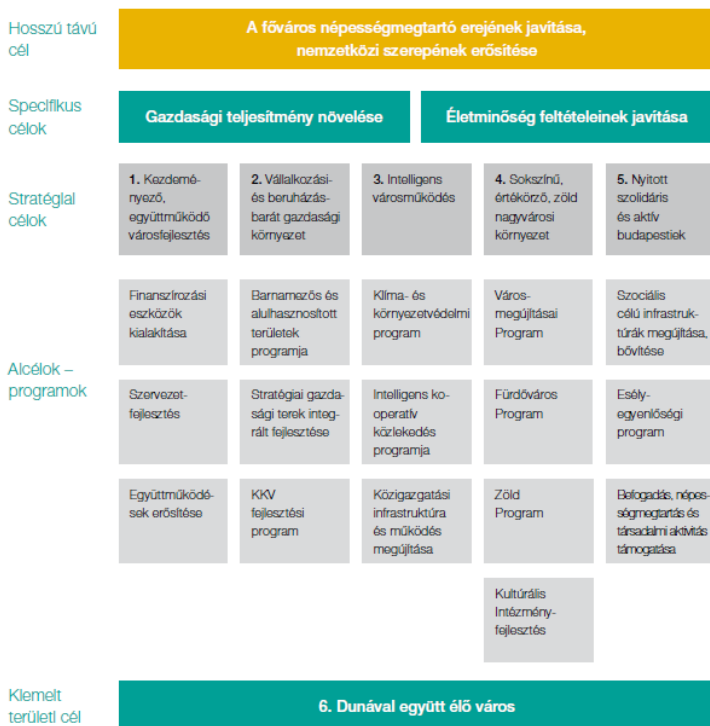 Hosszú távú
cél
A főváros népességmegtartó erejének javítása,
nemzetközi szerepének erősítése
Specifikus
célok
Gazdasági teljesítmény növelése
Életminőség feltételeinek javítása
Stratégiai
célok
1. Kezdemé-
nyező,
együttműködő
városfejlesztés
2. Vállalkozási-
és beruházás-
barát gazdasági
környezet
3. Intelligens
városműködés
4. Sokszínű,
értékőrző, zöld
nagyvárosi
környezet
5. Nyitott
szolidáris
és aktív
budapestiek
Alcélok –
programok
Finanszírozási
eszközök
kialakítása
Barnamezős és
alulhasznosított
területek
programja
Klíma- és
környezetvédelmi
program
Város-
megújításai
Program
Szociális
célú infrastruk-
túrák megújítása,
bővítése
Szervezet-
fejlesztés
Stratégiai gazda-
sági terek integ-
rált fejlesztése
Intelligens ko-
operatív
közlekedés
programja
Fürdőváros
Program
Esély-
egyenlőségi
program
Együttműködé-
sek erősítése
KKV
fejlesztési
program
Közigazgatási
infrastruktúra
és működés
megújítása
Zöld
Program
Befogadás, népes-
ségmegtartás és
társadalmi aktivitás
támogatása
Kultúrális
Intézmény-
fejlesztés
Kiemelt
területi cél
6. Dunával együtt élő város